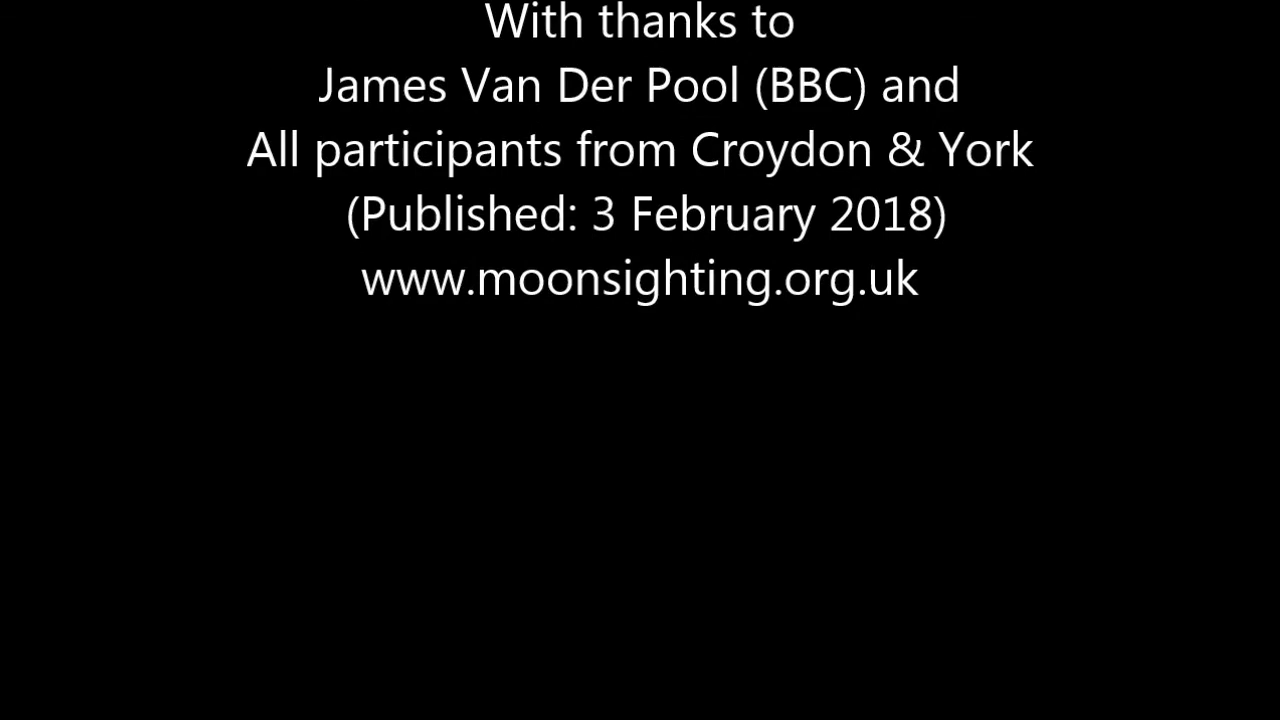 With thanks to
James Van Der Pool (BBC) and
All participants from Croydon & York
(Published: 3 February 2018)
www.moonsighting.org.uk